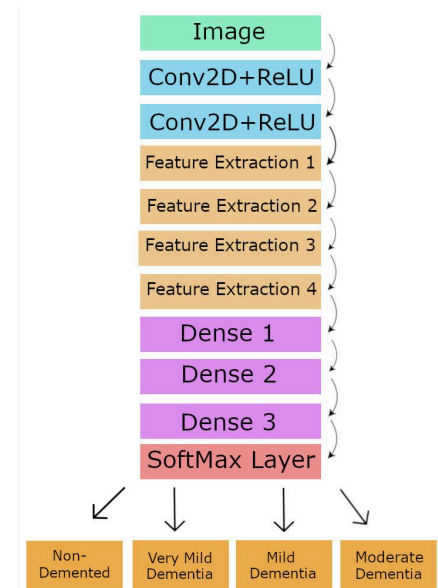 Image
Conv2D+ReLU
Conv2D+ReLU
Feature Extraction 1
Feature Extraction 2
Feature Extraction 3
Feature Extraction 4
Dense 1
Dense 2
Dense 3
SoftMax Layer
Non-
Demented
Very Mild
Dementia
Mild
Dementia
Moderate
Dementia